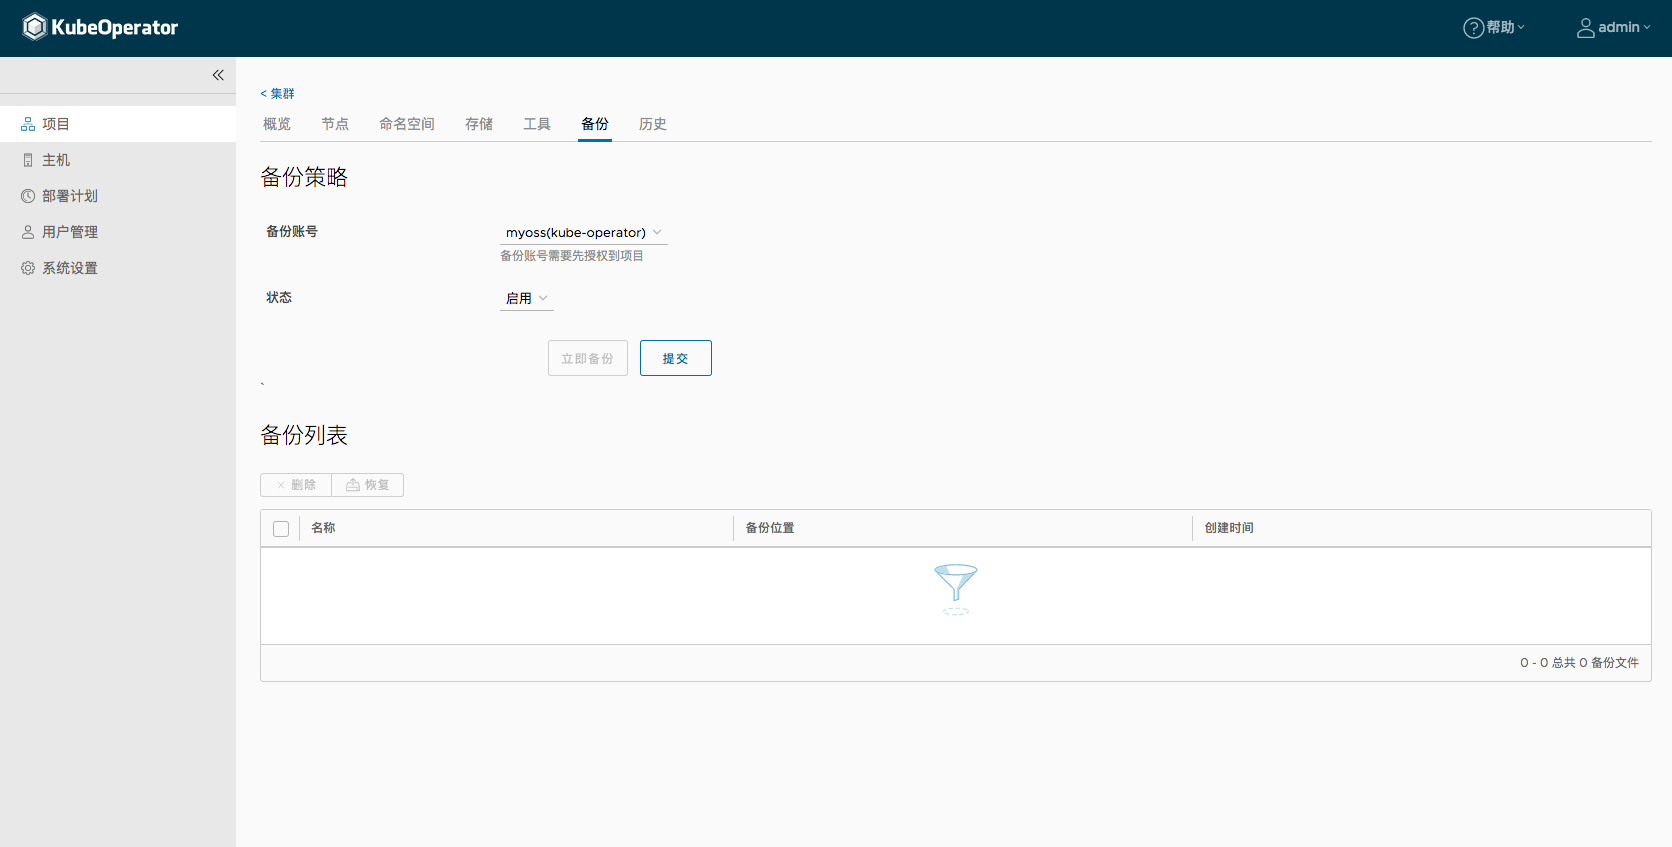 KubeOperator
帮助
admin
项目
主机
部署计划
用户管理
系统设置
< 集群
概览 节点 命名空间 存储 工具 备份 历史
备份策略
备份账号 myoss(kube-operator)
备份账号需要先授权到项目
状态 启用
立即备份 提交
`
备份列表
删除 恢复
名称 备份位置 创建时间
0 - 0 总共 0 备份文件